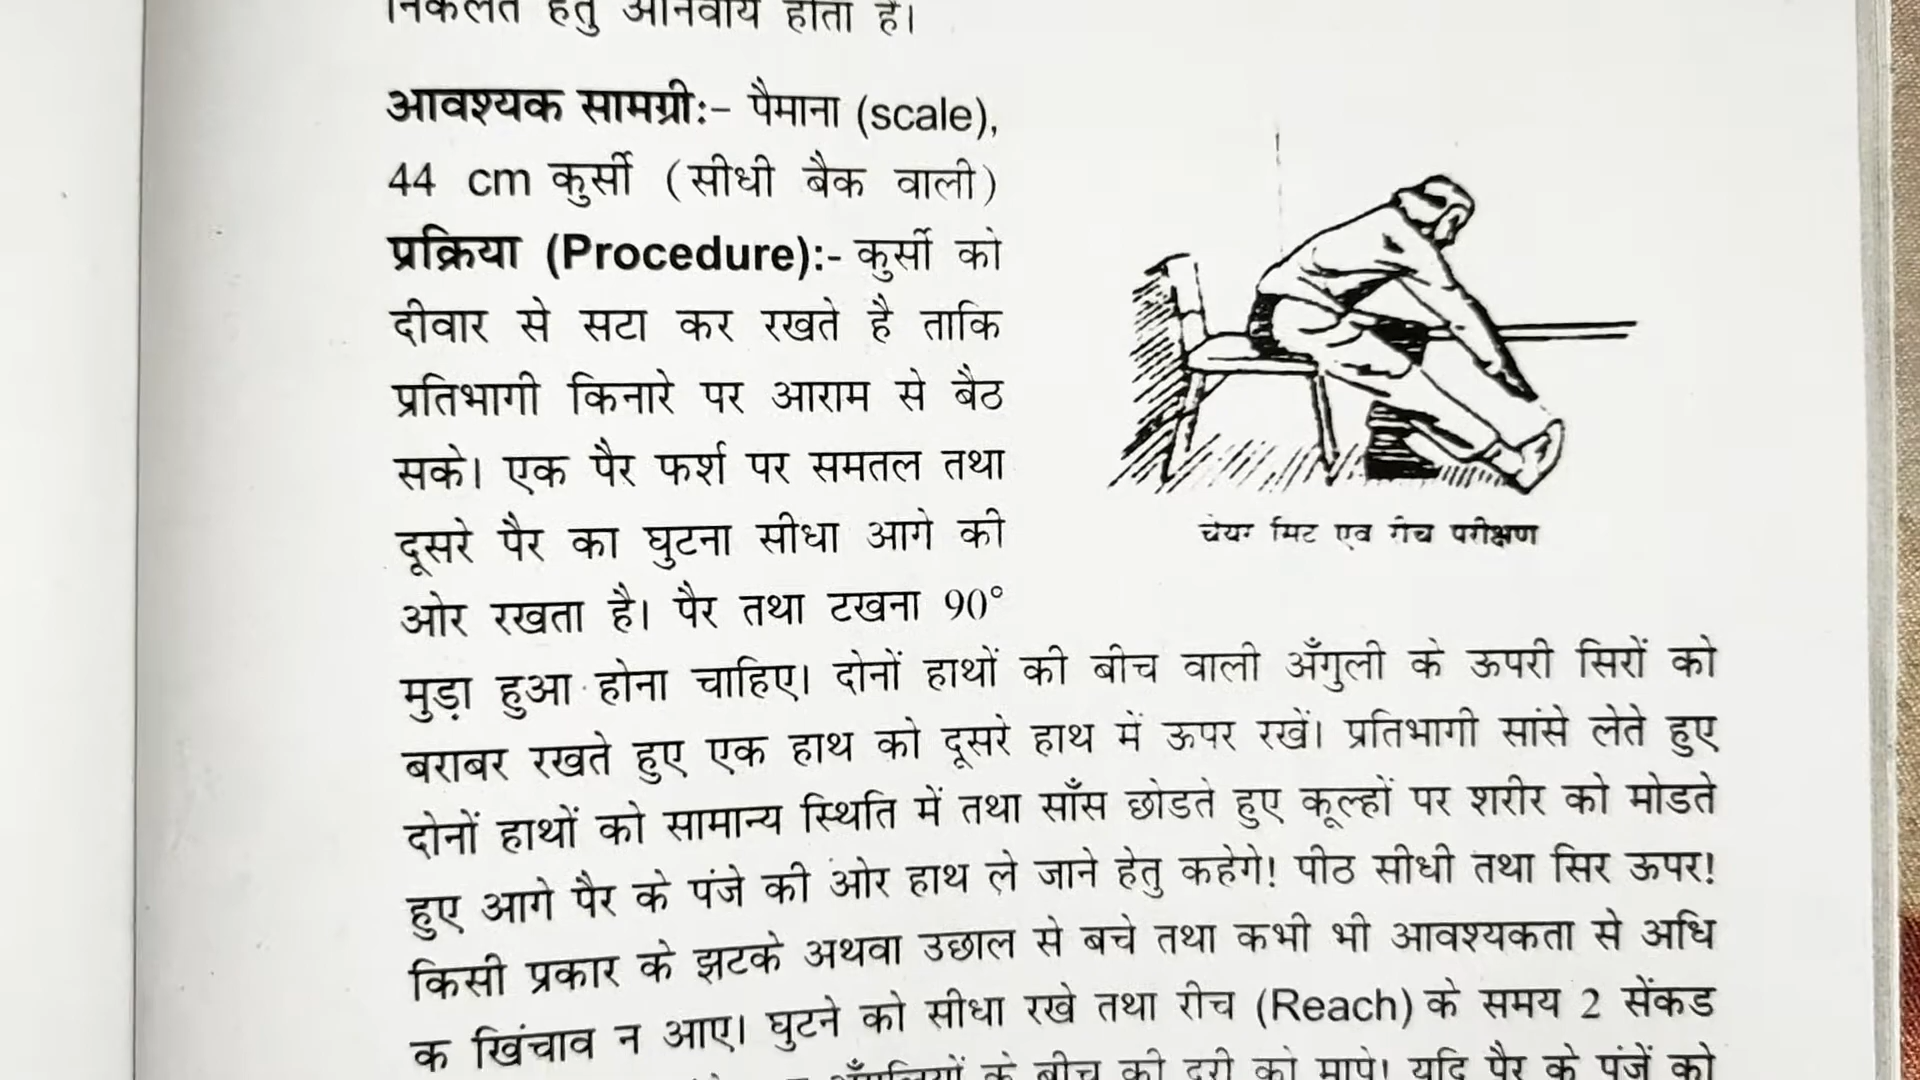 निकलते हेतु अनिवार्य होता है।
आवश्यक सामग्रीः– पैमाना (scale),
44 cm कुर्सी (सीधी बैक वाली)
प्रक्रिया (Procedure):- कुर्सी को
दीवार से सटा कर रखते है ताकि
प्रतिभागी किनारे पर आराम से बैठ
सके। एक पैर फर्श पर समतल तथा
दूसरे पैर का घुटना सीधा आगे की
ओर रखता है। पैर तथा टखना 90°
चेयर सिट एव रीच परीक्षण
मुड़ा हुआ होना चाहिए। दोनों हाथों की बीच वाली अँगुली के ऊपरी सिरों को
बराबर रखते हुए एक हाथ को दूसरे हाथ में ऊपर रखें। प्रतिभागी सांसे लेते हुए
दोनों हाथों को सामान्य स्थिति में तथा साँस छोडते हुए कूल्हों पर शरीर को मोडते
हुए आगे पैर के पंजे की ओर हाथ ले जाने हेतु कहेगे! पीठ सीधी तथा सिर ऊपर!
किसी प्रकार के झटके अथवा उछाल से बचे तथा कभी भी आवश्यकता से अधि
क खिंचाव न आए। घुटने को सीधा रखे तथा रीच (Reach) के समय 2 सेंकड
के बीच की दूरी को मापे। यदि पैर के पंजें को